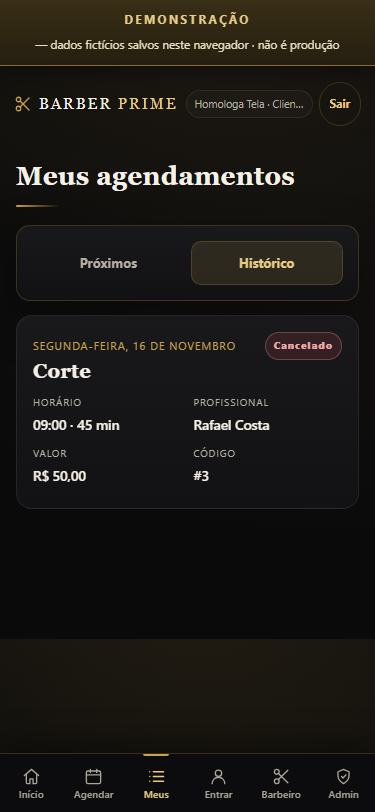 DEMONSTRAÇÃO
— dados fictícios salvos neste navegador · não é produção
BARBER PRIME
Homologa Tela · Clien...
Sair
Meus agendamentos
Próximos
Histórico
SEGUNDA-FEIRA, 16 DE NOVEMBRO
Cancelado
Corte
HORÁRIO
PROFISSIONAL
09:00 · 45 min
Rafael Costa
VALOR
CÓDIGO
R$ 50,00
#3
Início
Agendar
Meus
Entrar
Barbeiro
Admin